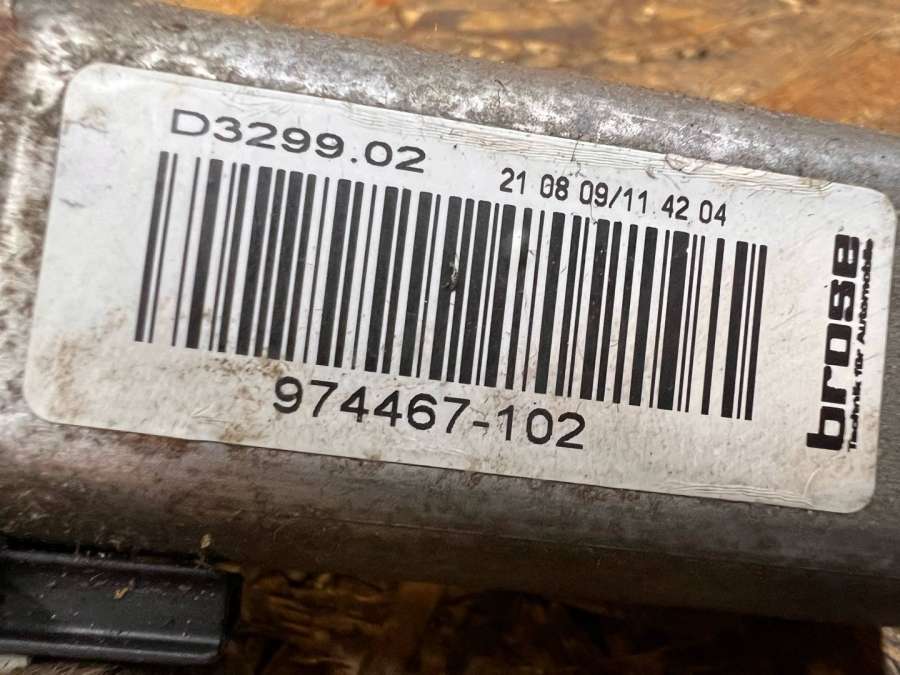 D3299.02
21 08 09/11 42 04
974467-102
brose
Technik für Automobile